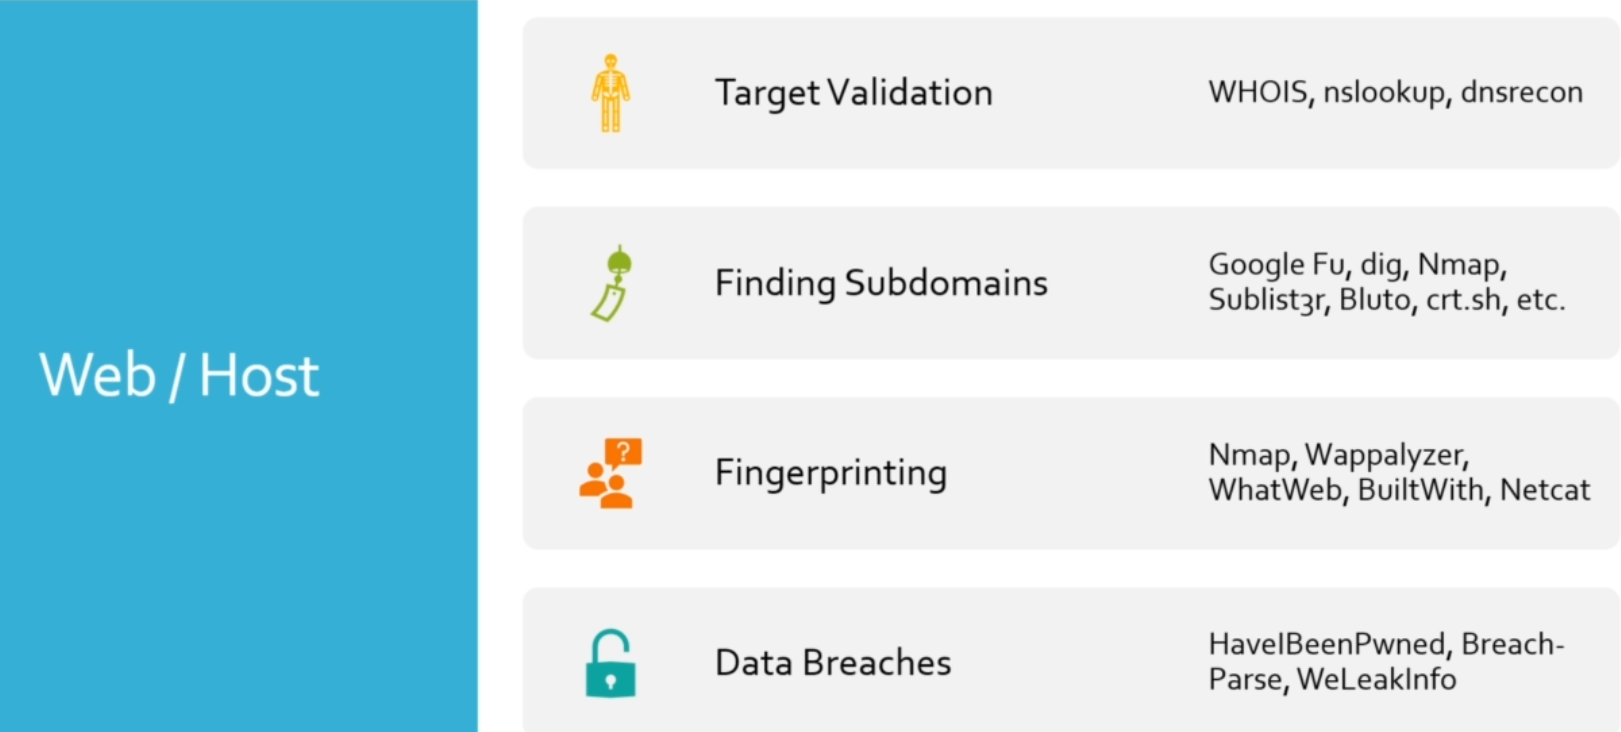 Web / Host
Target Validation
WHOIS, nslookup, dnsrecon
Finding Subdomains
Google Fu, dig, Nmap,
Sublist3r, Bluto, crt.sh, etc.
?
Fingerprinting
Nmap, Wappalyzer,
WhatWeb, BuiltWith, Netcat
Data Breaches
HaveIBeenPwned, Breach-
Parse, WeLeakInfo